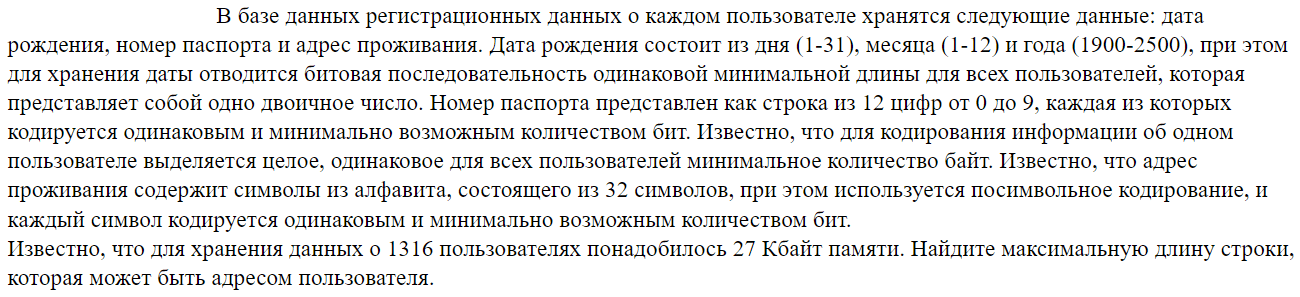 В базе данных регистрационных данных о каждом пользователе хранятся следующие данные: дата
рождения, номер паспорта и адрес проживания. Дата рождения состоит из дня (1-31), месяца (1-12) и года (1900-2500), при этом
для хранения даты отводится битовая последовательность одинаковой минимальной длины для всех пользователей, которая
представляет собой одно двоичное число. Номер паспорта представлен как строка из 12 цифр от 0 до 9, каждая из которых
кодируется одинаковым и минимально возможным количеством бит. Известно, что для кодирования информации об одном
пользователе выделяется целое, одинаковое для всех пользователей минимальное количество байт. Известно, что адрес
проживания содержит символы из алфавита, состоящего из 32 символов, при этом используется посимвольное кодирование, и
каждый символ кодируется одинаковым и минимально возможным количеством бит.
Известно, что для хранения данных о 1316 пользователях понадобилось 27 Кбайт памяти. Найдите максимальную длину строки,
которая может быть адресом пользователя.